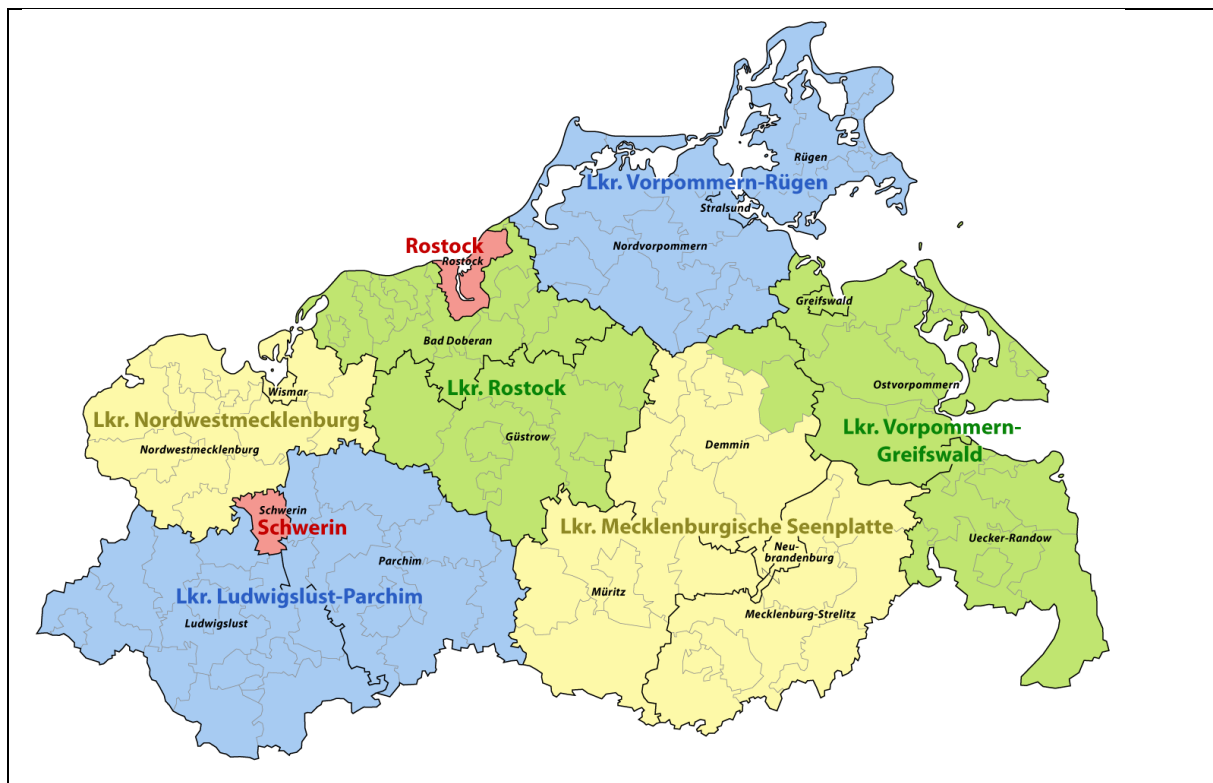 Rügen
Lkr. Vorpommern-Rügen
Stralsund
Nordvorpommern
Rostock
Rostock
Greifswald
Bad Doberan
Ostvorpommern
Wismar
Lkr. Rostock
Lkr. Nordwestmecklenburg
Lkr. Vorpommern-
Greifswald
Güstrow
Demmin
Nordwestmecklenburg
Schwerin
Schwerin
Lkr. Mecklenburgische Seenplatte
Uecker-Randow
Neu-
brandenburg
Parchim
Müritz
Lkr. Ludwigslust-Parchim
Mecklenburg-Strelitz
Ludwigslust